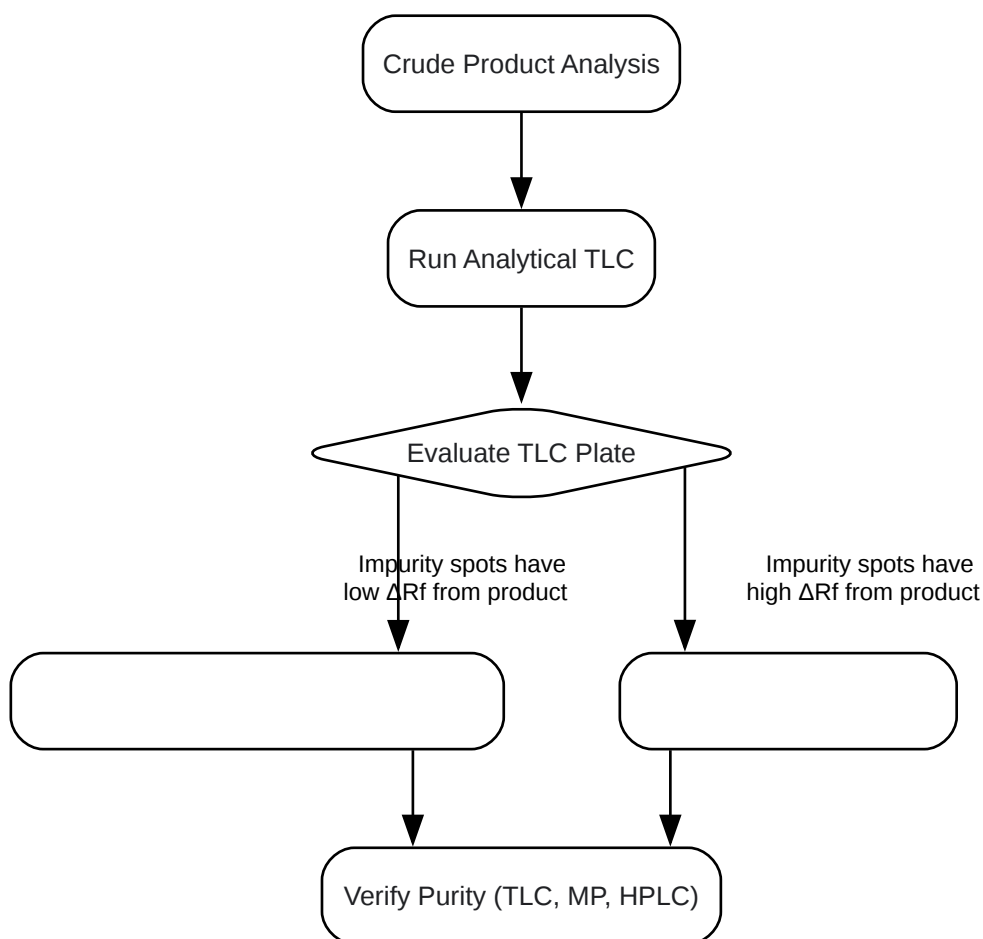 Crude Product Analysis
Run Analytical TLC
Evaluate TLC Plate
Impurity spots have
low ΔRf from product
Impurity spots have
high ΔRf from product
Verify Purity (TLC, MP, HPLC)